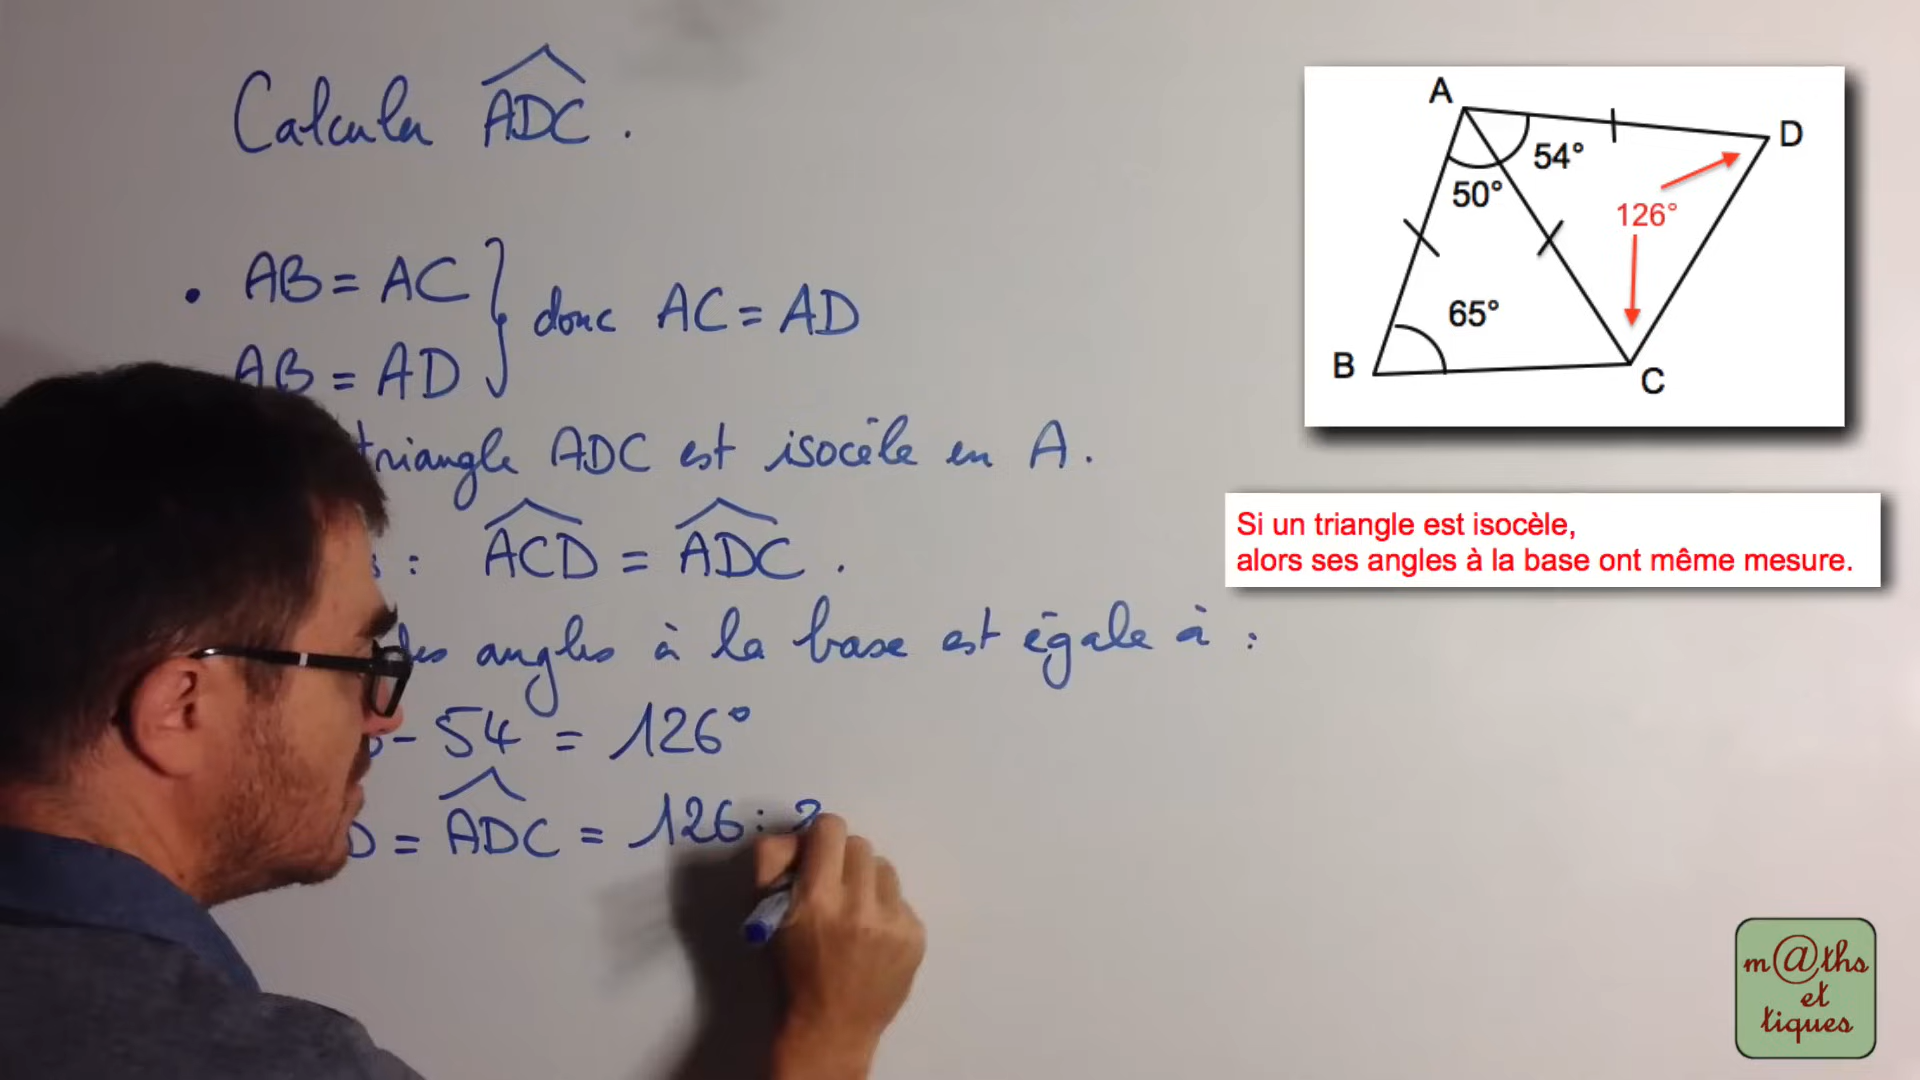 Calculer ADC .
• AB = AC } donc AC = AD
AB = AD
triangle ADC est isocèle en A .
: ACD = ADC .
angles à la base est égale à :
- 54 = 126°
D = ADC = 126 : 2
A
D
54°
50°
126°
65°
B
C
Si un triangle est isocèle,
alors ses angles à la base ont même mesure.
m@ths
et
tiques